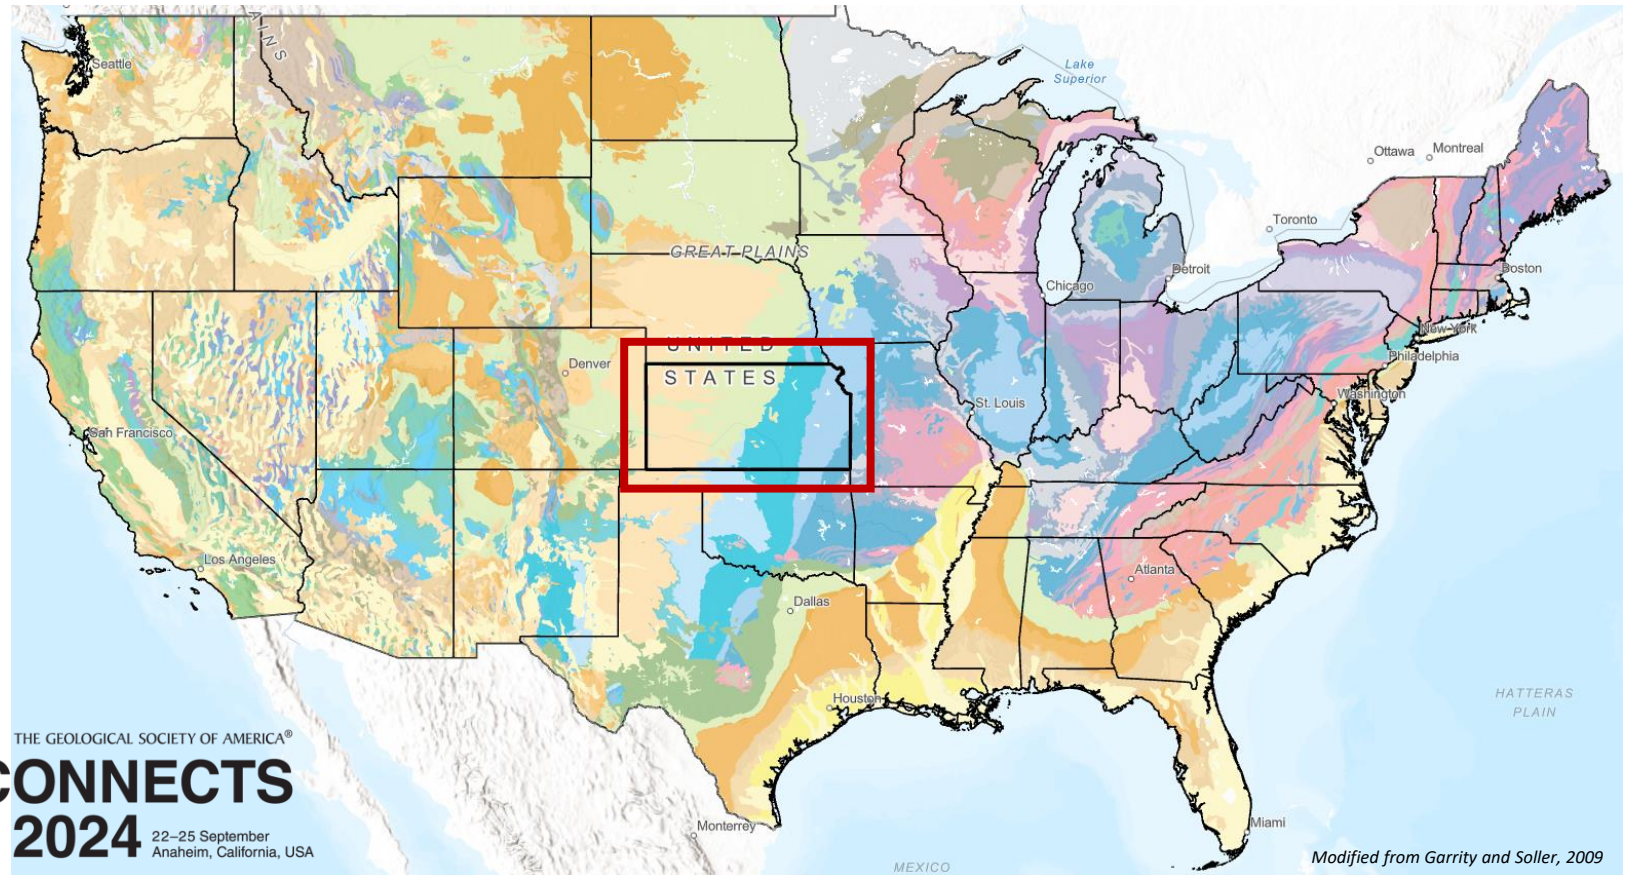 AINS
Seattle
Lake
Superior
Ottawa
Montreal
Toronto
GREAT PLAINS
Detroit
Boston
Chicago
New York
UNITED
Philadelphia
Denver
STATES
Washington
St. Louis
San Francisco
Los Angeles
Atlanta
Dallas
Houston
HATTERAS
PLAIN
THE GEOLOGICAL SOCIETY OF AMERICA®
CONNECTS
2024
22–25 September
Anaheim, California, USA
Monterrey
Miami
MEXICO
Modified from Garrity and Soller, 2009